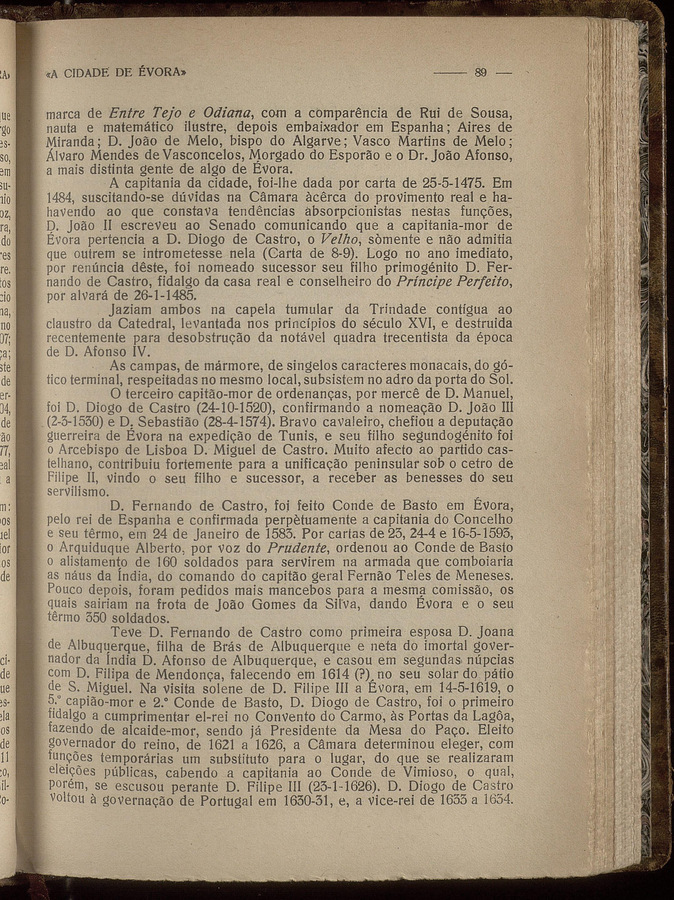 «A CIDADE DE ÉVORA» —— 89 —
marca de Entre Tejo e Odiana, com a comparência de Rui de Sousa,
nauta e matemático ilustre, depois embaixador em Espanha; Aires de
Miranda; D. João de Melo, bispo do Algarve; Vasco Martins de Melo;
Álvaro Mendes de Vasconcelos, Morgado do Esporão e o Dr. João Afonso,
a mais distinta gente de algo de Évora.
A capitania da cidade, foi-lhe dada por carta de 25-5-1475. Em
1484, suscitando-se dúvidas na Câmara àcêrca do provimento real e ha-
havendo ao que constava tendências àbsorpcionistas nestas funções,
D. João II escreveu ao Senado comunicando que a capitania-mor de
Évora pertencia a D. Diogo de Castro, o Velho, sòmente e não admitia
que outrem se intrometesse nela (Carta de 8-9). Logo no ano imediato,
por renúncia dêste, foi nomeado sucessor seu filho primogénito D. Fer-
nando de Castro, fidalgo da casa real e conselheiro do Príncipe Perfeito,
por alvará de 26-1-1485.
Jaziam ambos na capela tumular da Trindade contígua ao
claustro da Catedral, levantada nos princípios do século XVI, e destruida
recentemente para desobstrução da notável quadra trecentista da época
de D. Afonso IV.
As campas, de mármore, de singelos caracteres monacais, do gó-
tico terminal, respeitadas no mesmo local, subsistem no adro da porta do Sol.
O terceiro capitão-mor de ordenanças, por mercê de D. Manuel,
foi D. Diogo de Castro (24-10-1520), confirmando a nomeação D. João III
(2-3-1530) e D. Sebastião (28-4-1574). Bravo cavaleiro, chefiou a deputação
guerreira de Évora na expedição de Tunis, e seu filho segundogénito foi
o Arcebispo de Lisboa D. Miguel de Castro. Muito afecto ao partido cas-
telhano, contribuiu fortemente para a unificação peninsular sob o cetro de
Filipe II, vindo o seu filho e sucessor, a receber as benesses do seu
servilismo.
D. Fernando de Castro, foi feito Conde de Basto em Évora,
pelo rei de Espanha e confirmada perpètuamente a capitania do Concelho
e seu têrmo, em 24 de Janeiro de 1583. Por cartas de 23, 24-4 e 16-5-1593,
o Arquiduque Alberto, por voz do Prudente, ordenou ao Conde de Basto
o alistamento de 160 soldados para servirem na armada que comboiaria
as náus da Índia, do comando do capitão geral Fernão Teles de Meneses.
Pouco depois, foram pedidos mais mancebos para a mesma comissão, os
quais sairiam na frota de João Gomes da Silva, dando Évora e o seu
têrmo 350 soldados.
Teve D. Fernando de Castro como primeira esposa D. Joana
de Albuquerque, filha de Brás de Albuquerque e neta do imortal gover-
nador da Índia D. Afonso de Albuquerque, e casou em segundas núpcias
com D. Filipa de Mendonça, falecendo em 1614 (?) no seu solar do pátio
de S. Miguel. Na visita solene de D. Filipe III a Évora, em 14-5-1619, o
5.º capião-mor e 2.º Conde de Basto, D. Diogo de Castro, foi o primeiro
fidalgo a cumprimentar el-rei no Convento do Carmo, às Portas da Lagôa,
fazendo de alcaide-mor, sendo já Presidente da Mesa do Paço. Eleito
governador do reino, de 1621 a 1626, a Câmara determinou eleger, com
funções temporárias um substituto para o lugar, do que se realizaram
eleições públicas, cabendo a capitania ao Conde de Vimioso, o qual,
porém, se escusou perante D. Filipe III (23-1-1626). D. Diogo de Castro
voltou à governação de Portugal em 1630-31, e, a vice-rei de 1633 a 1634.